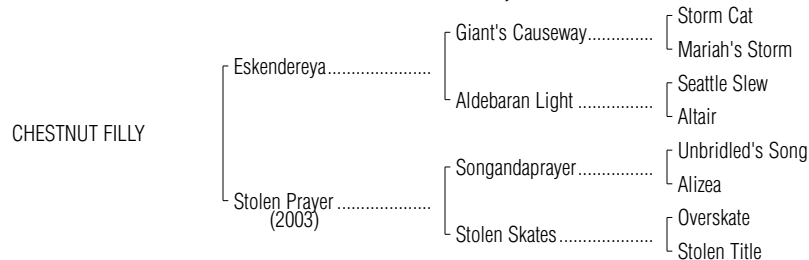 Storm Cat
Giant's Causeway
Mariah's Storm
Eskendereya
Seattle Slew
Aldebaran Light
Altair
CHESTNUT FILLY
Unbridled's Song
Songandaprayer
Alizea
Stolen Prayer
(2003)
Overskate
Stolen Skates
Stolen Title